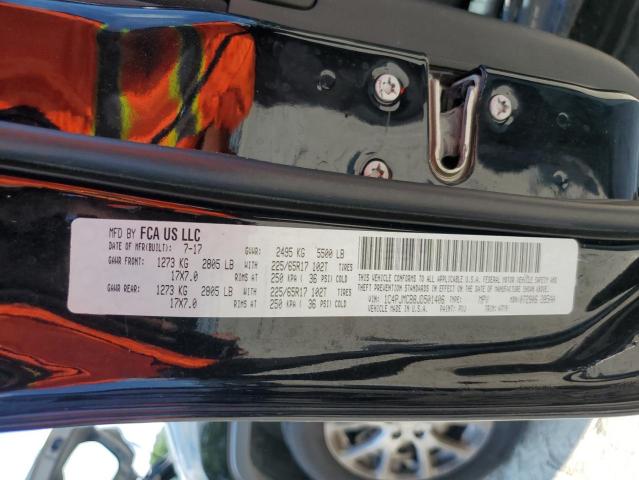 MFD BY FCA US LLC
DATE OF MFR(BUILT): 7-17 GVWR: 2495 KG 5500 LB
GAWR FRONT: 1273 KG 2805 LB WITH 225/65R17 102T TIRES
17X7.0 RIMS AT 250 KPA ( 36 PSI) COLD
GAWR REAR: 1273 KG 2805 LB WITH 225/65R17 102T TIRES
17X7.0 RIMS AT 250 KPA ( 36 PSI) COLD
THIS VEHICLE CONFORMS TO ALL APPLICABLE U.S.A. FEDERAL MOTOR VEHICLE SAFETY AND
THEFT PREVENTION STANDARDS IN EFFECT ON THE DATE OF MANUFACTURE SHOWN ABOVE.
VIN: 1C4PJMCB8JD501406 TYPE: MPV MDH:
VEHICLE MADE IN U.S.A. PAINT: TRIM: